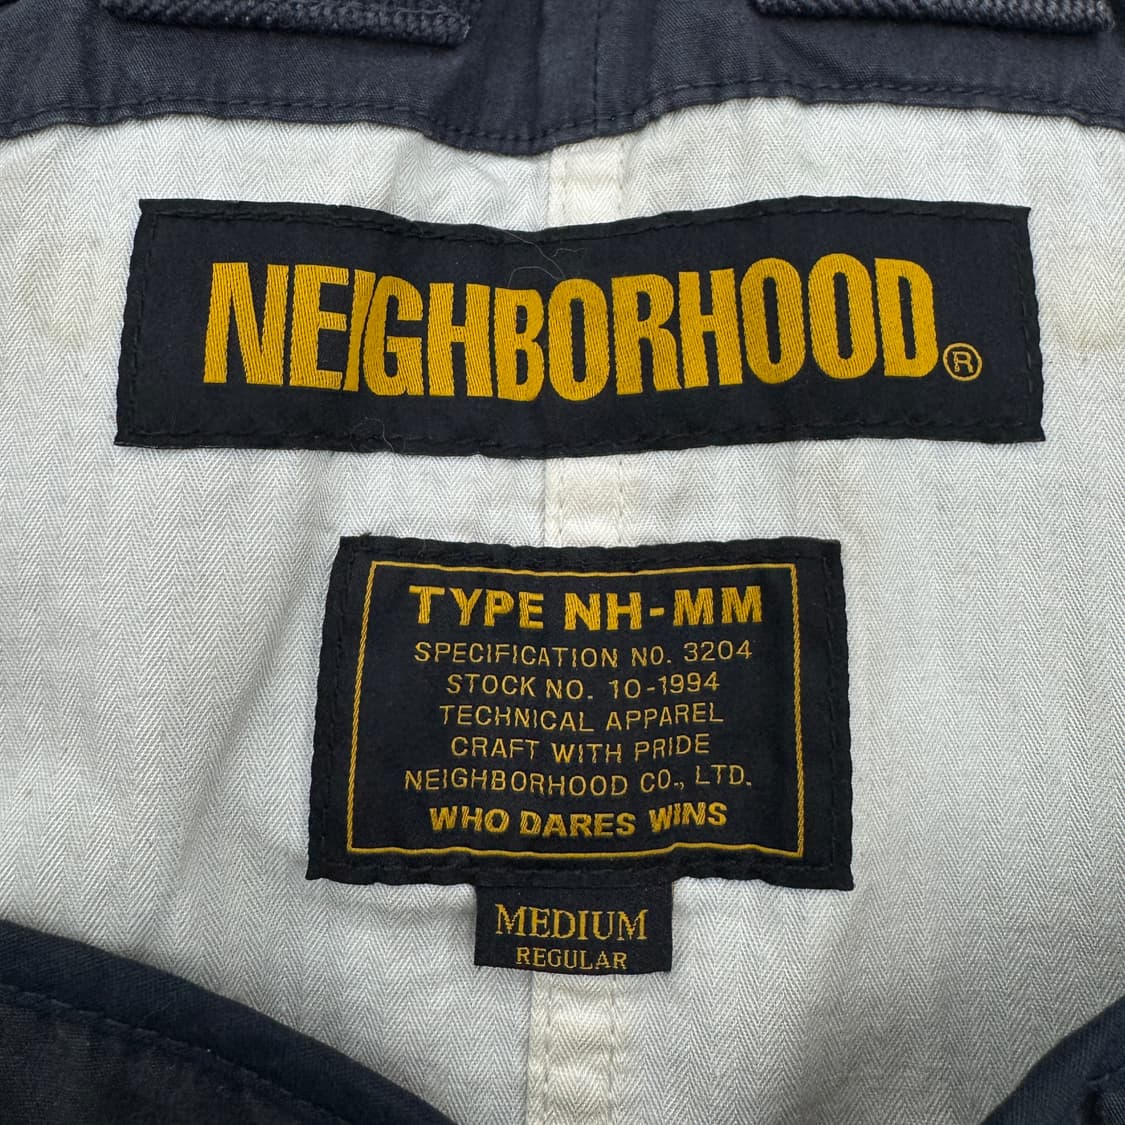 NEIGHBORHOOD®
TYPE NH-MM
SPECIFICATION NO. 3204
STOCK NO. 10-1994
TECHNICAL APPAREL
CRAFT WITH PRIDE
NEIGHBORHOOD CO., LTD.
WHO DARES WINS
MEDIUM
REGULAR